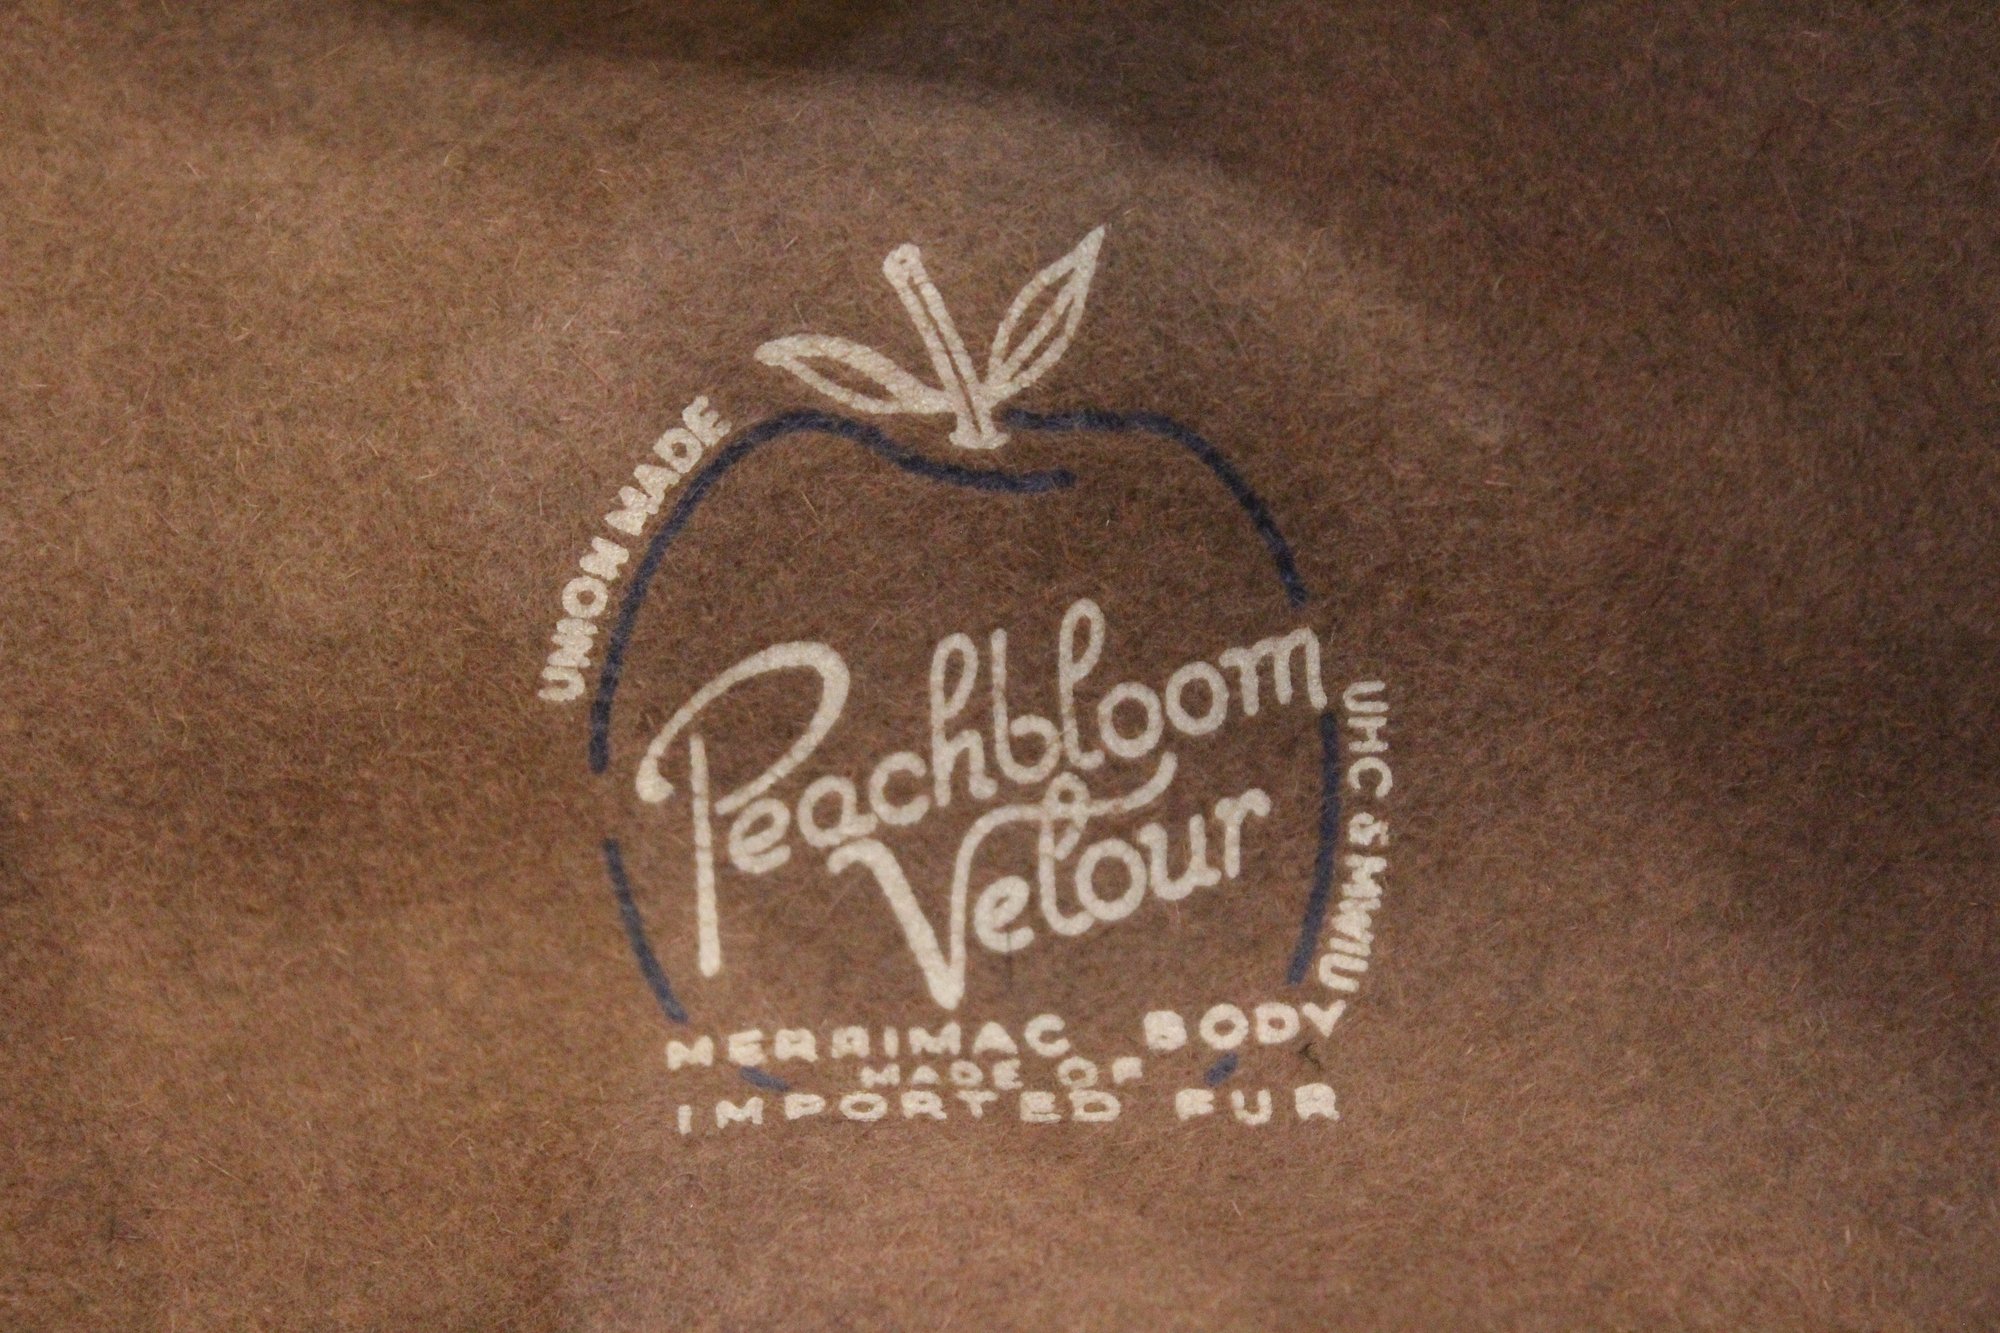 UNION MADE
Peachbloom
Velour
UHC & MWIU
MERRIMAC BODY
MADE OF
IMPORTED FUR